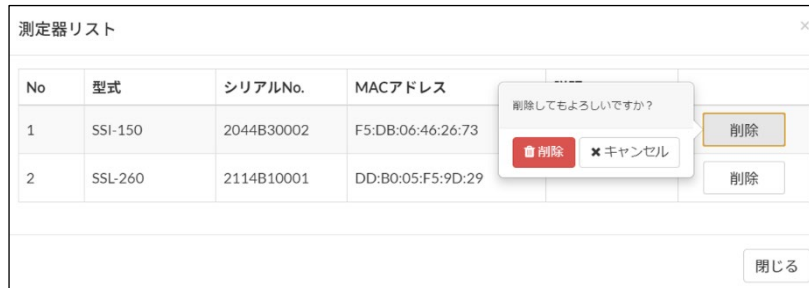 測定器リスト ×
No 型式 シリアルNo. MACアドレス
削除してもよろしいですか？
1 SSI-150 2044B30002 F5:DB:06:46:26:73 削除
削除 ×キャンセル
2 SSL-260 2114B10001 DD:B0:05:F5:9D:29 削除
閉じる